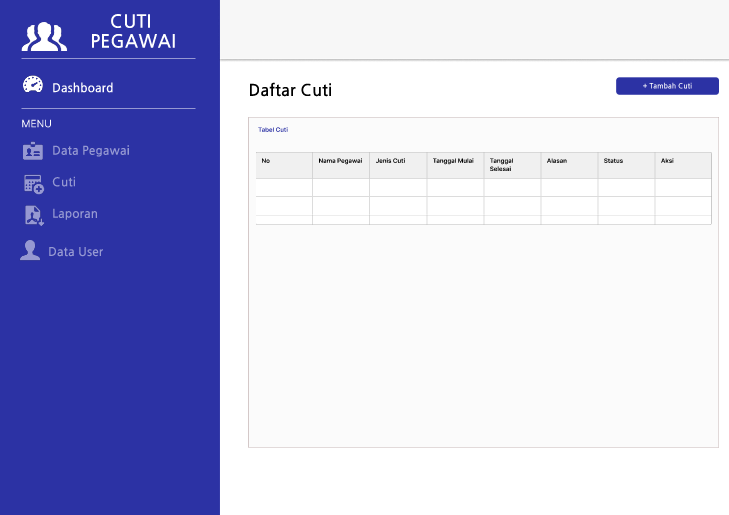 CUTI
PEGAWAI
Dashboard
MENU
Data Pegawai
Cuti
Laporan
Data User
Daftar Cuti
+ Tambah Cuti
Tabel Cuti
No
Nama Pegawai
Jenis Cuti
Tanggal Mulai
Tanggal
Selesai
Alasan
Status
Aksi